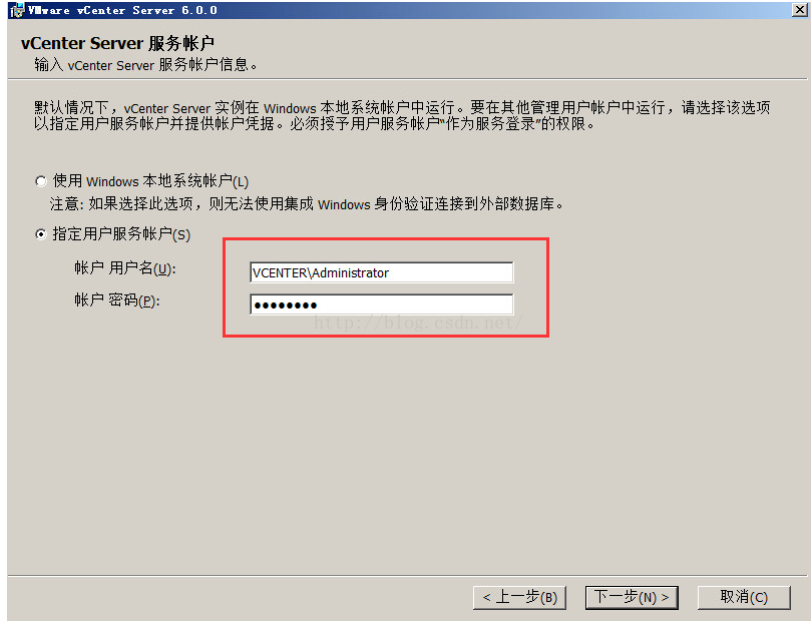 VMware vCenter Server 6.0.0
vCenter Server 服务帐户
输入 vCenter Server 服务帐户信息。
默认情况下，vCenter Server 实例在 Windows 本地系统帐户中运行。要在其他管理用户帐户中运行，请选择该选项
以指定用户服务帐户并提供帐户凭据。必须授予用户服务帐户“作为服务登录”的权限。
使用 Windows 本地系统帐户(L)
注意: 如果选择此选项，则无法使用集成 Windows 身份验证连接到外部数据库。
指定用户服务帐户(S)
帐户 用户名(U): VCENTER\Administrator
帐户 密码(P): ●●●●●●●●
http://blog.csdn.net/
< 上一步(B) 下一步(N) > 取消(C)